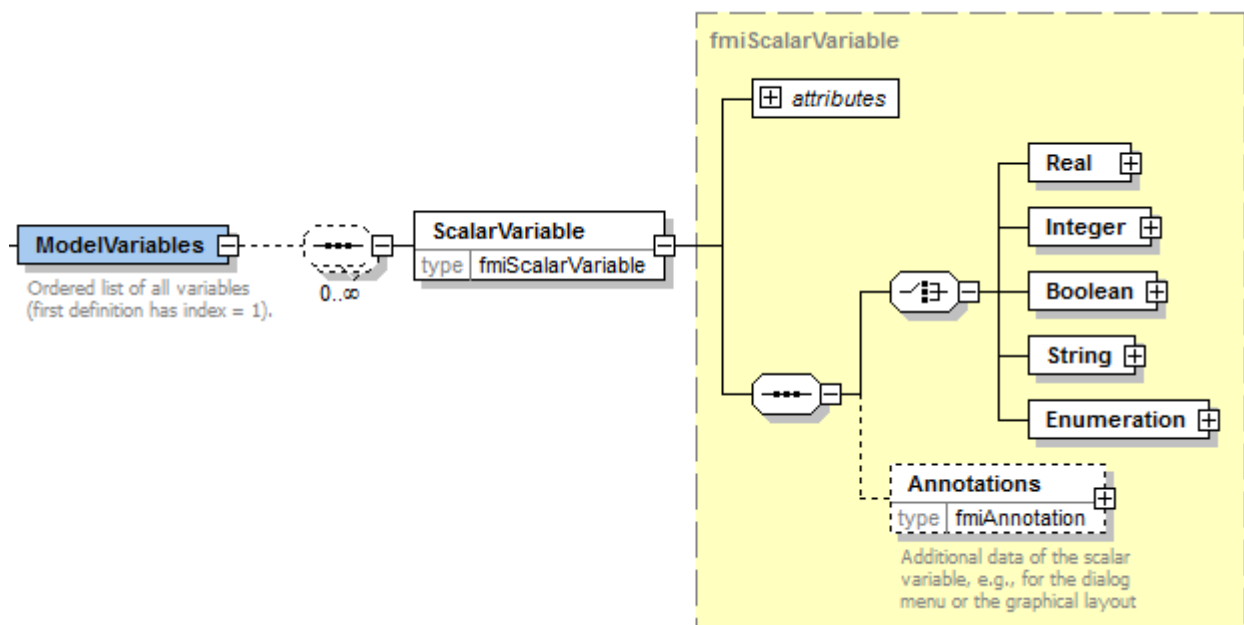 fmiScalarVariable
attributes
Real
Integer
Boolean
String
Enumeration
ModelVariables
Ordered list of all variables
(first definition has index = 1).
0..∞
ScalarVariable
type fmiScalarVariable
Annotations
type fmiAnnotation
Additional data of the scalar
variable, e.g., for the dialog
menu or the graphical layout